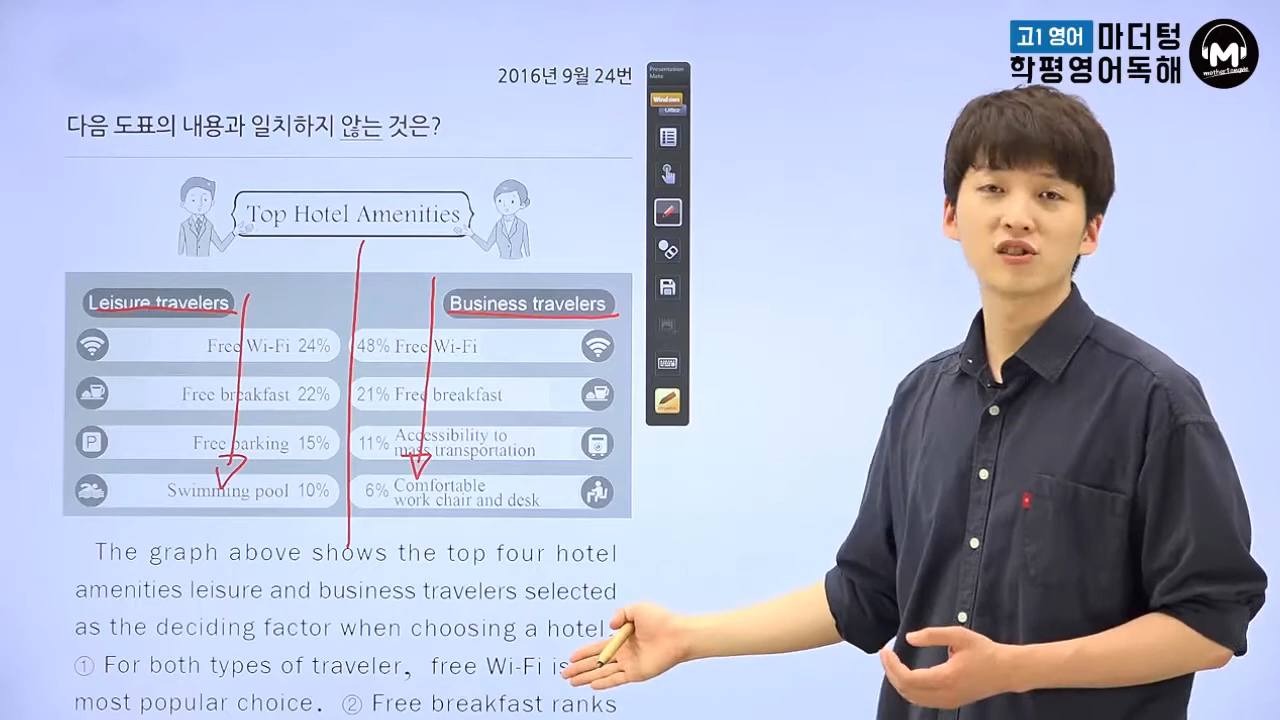 고1 영어 마더텅
학평영어독해
mothertongue
2016년 9월 24번
Presentation
Mate
Windows
Office
다음 도표의 내용과 일치하지 않는 것은?
Top Hotel Amenities
Leisure travelers
Business travelers
Free Wi-Fi 24%
48% Free Wi-Fi
Free breakfast 22%
21% Free breakfast
P
Free parking 15%
11% Accessibility to
mass transportation
Swimming pool 10%
6% Comfortable
work chair and desk
The graph above shows the top four hotel
amenities leisure and business travelers selected
as the deciding factor when choosing a hotel.
① For both types of traveler, free Wi-Fi is
most popular choice. ② Free breakfast ranks